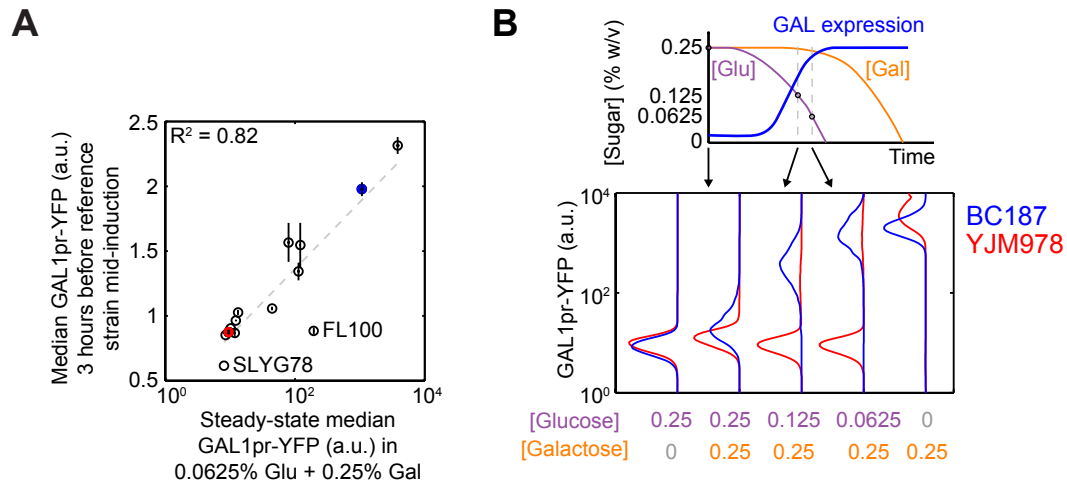 A
R² = 0.82
2.5
2
1.5
1
0.5
FL100
SLYG78
10⁰
10²
10⁴
Median GAL1pr-YFP (a.u.)
3 hours before reference
strain mid-induction
Steady-state median
GAL1pr-YFP (a.u.) in
0.0625% Glu + 0.25% Gal
B
GAL expression
[Sugar] (% w/v)
0.25
0.125
0.0625
0
[Glu]
[Gal]
Time
GAL1pr-YFP (a.u.)
10⁴
10²
10⁰
BC187
YJM978
[Glucose] 0.25 0.25 0.125 0.0625 0
[Galactose] 0 0.25 0.25 0.25 0.25